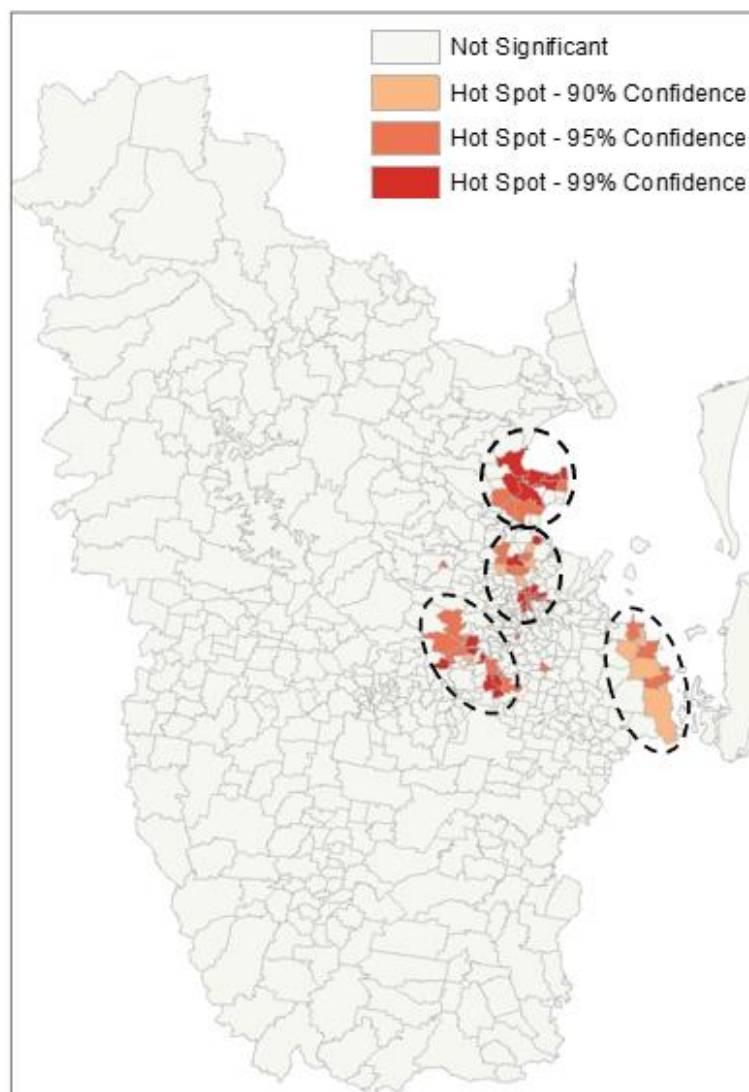 Not Significant
Hot Spot - 90% Confidence
Hot Spot - 95% Confidence
Hot Spot - 99% Confidence